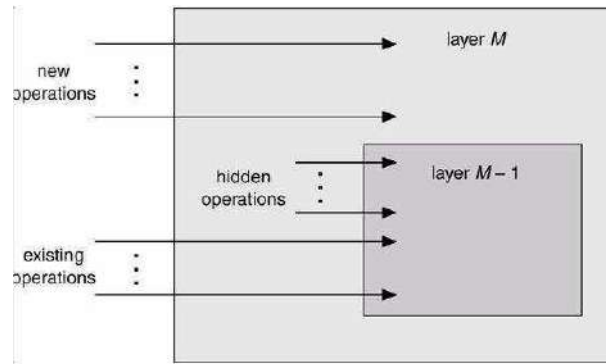 layer M
new
operations
layer M – 1
hidden
operations
existing
operations